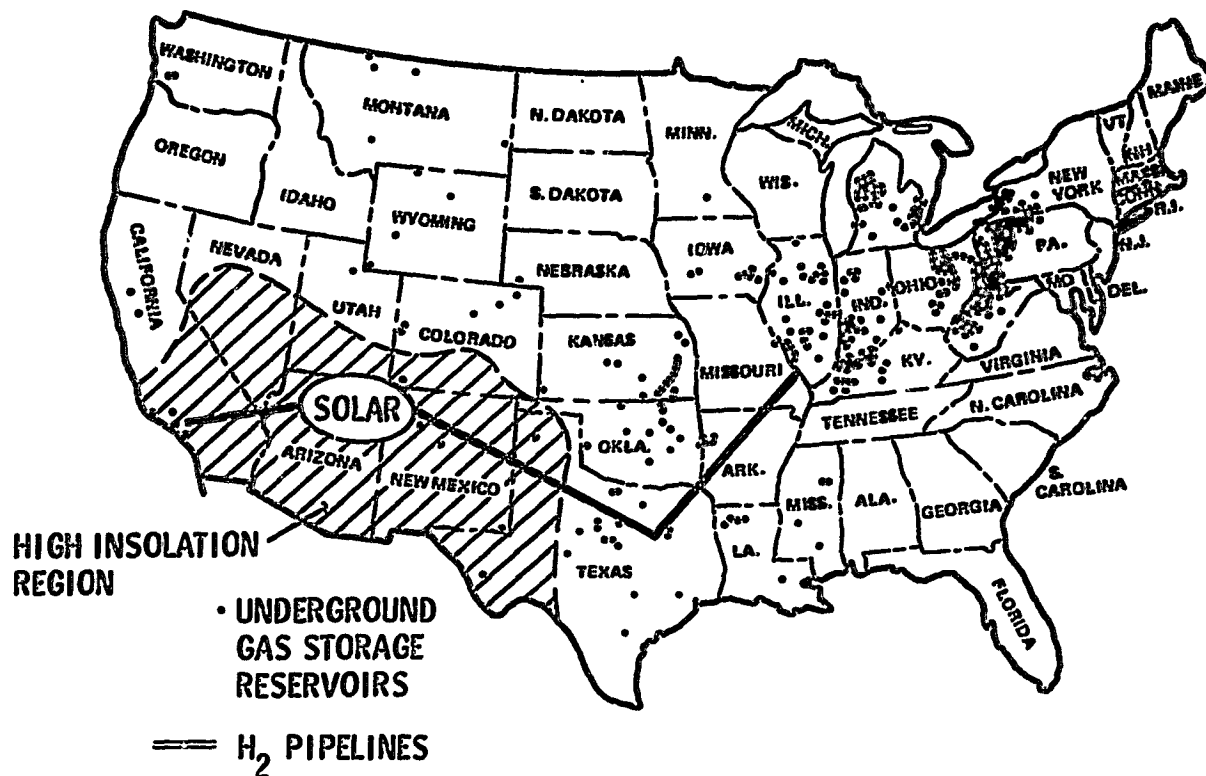 WASHINGTON
MONTANA
N. DAKOTA
MINN.
MICH.
MAINE
VT.
N.H.
MASS.
CONN.
R.I.
OREGON
IDAHO
WYOMING
S. DAKOTA
WIS.
NEW
YORK
CALIFORNIA
NEVADA
UTAH
COLORADO
NEBRASKA
IOWA
ILL.
IND.
OHIO
PA.
N.J.
MD
DEL.
KANSAS
MISSOURI
KY.
VIRGINIA
SOLAR
ARIZONA
NEW MEXICO
OKLA.
ARK.
TENNESSEE
N. CAROLINA
S.
CAROLINA
TEXAS
LA.
MISS.
ALA.
GEORGIA
FLORIDA
HIGH INSOLATION
REGION
• UNDERGROUND
GAS STORAGE
RESERVOIRS
H2 PIPELINES